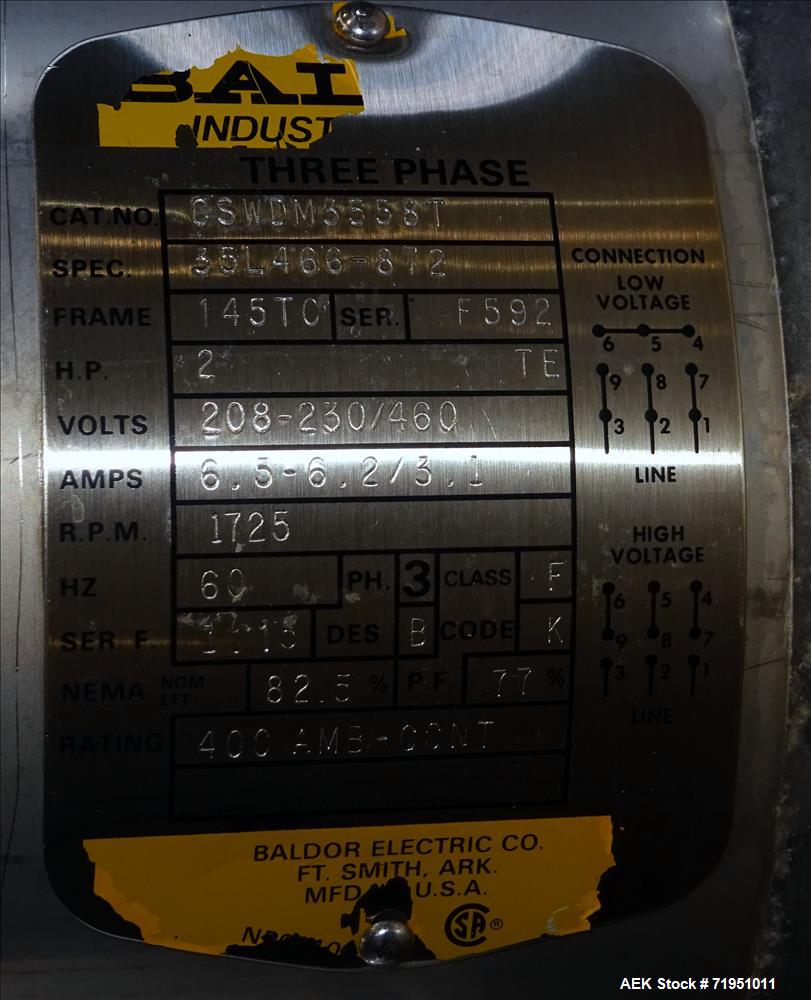 BAL
INDUST
THREE PHASE
CAT.NO. CSWDM3558T
SPEC. 35L466-872
FRAME 145TC SER. F592
H.P. 2 TE
VOLTS 208-230/460
AMPS 6.5-6.2/3.1
R.P.M. 1725
HZ 60 PH. 3 CLASS F
SER. F. 1.15 DES B CODE K
NEMA NOM EFF 82.5 % P.F. 77 %
RATING 40C AMB-CONT
CONNECTION
LOW
VOLTAGE
6 5 4
9 8 7
3 2 1
LINE
HIGH
VOLTAGE
6 5 4
9 8 7
3 2 1
LINE
BALDOR ELECTRIC CO.
FT. SMITH, ARK.
MFD U.S.A.
SA ®
AEK Stock # 71951011